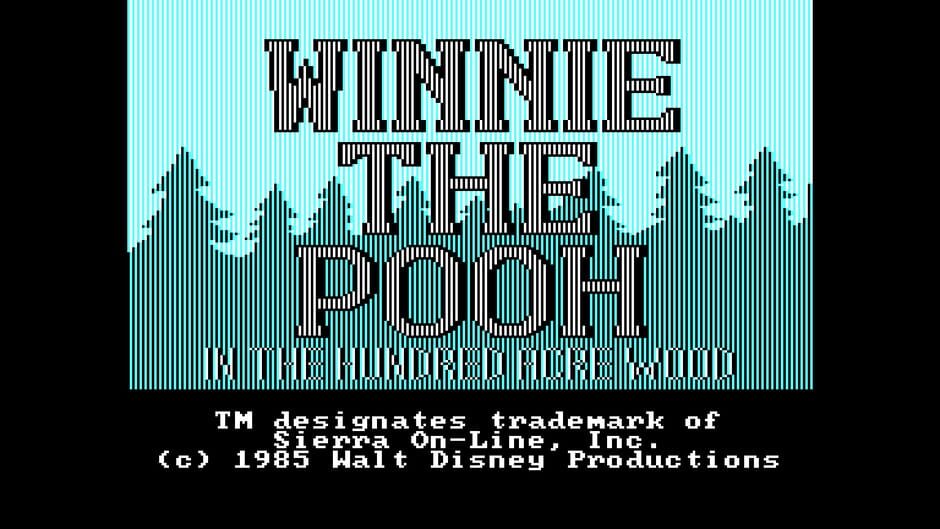 WINNIE
THE
POOH
IN THE HUNDRED ACRE WOOD
TM designates trademark of
Sierra On-Line, Inc.
(c) 1985 Walt Disney Productions